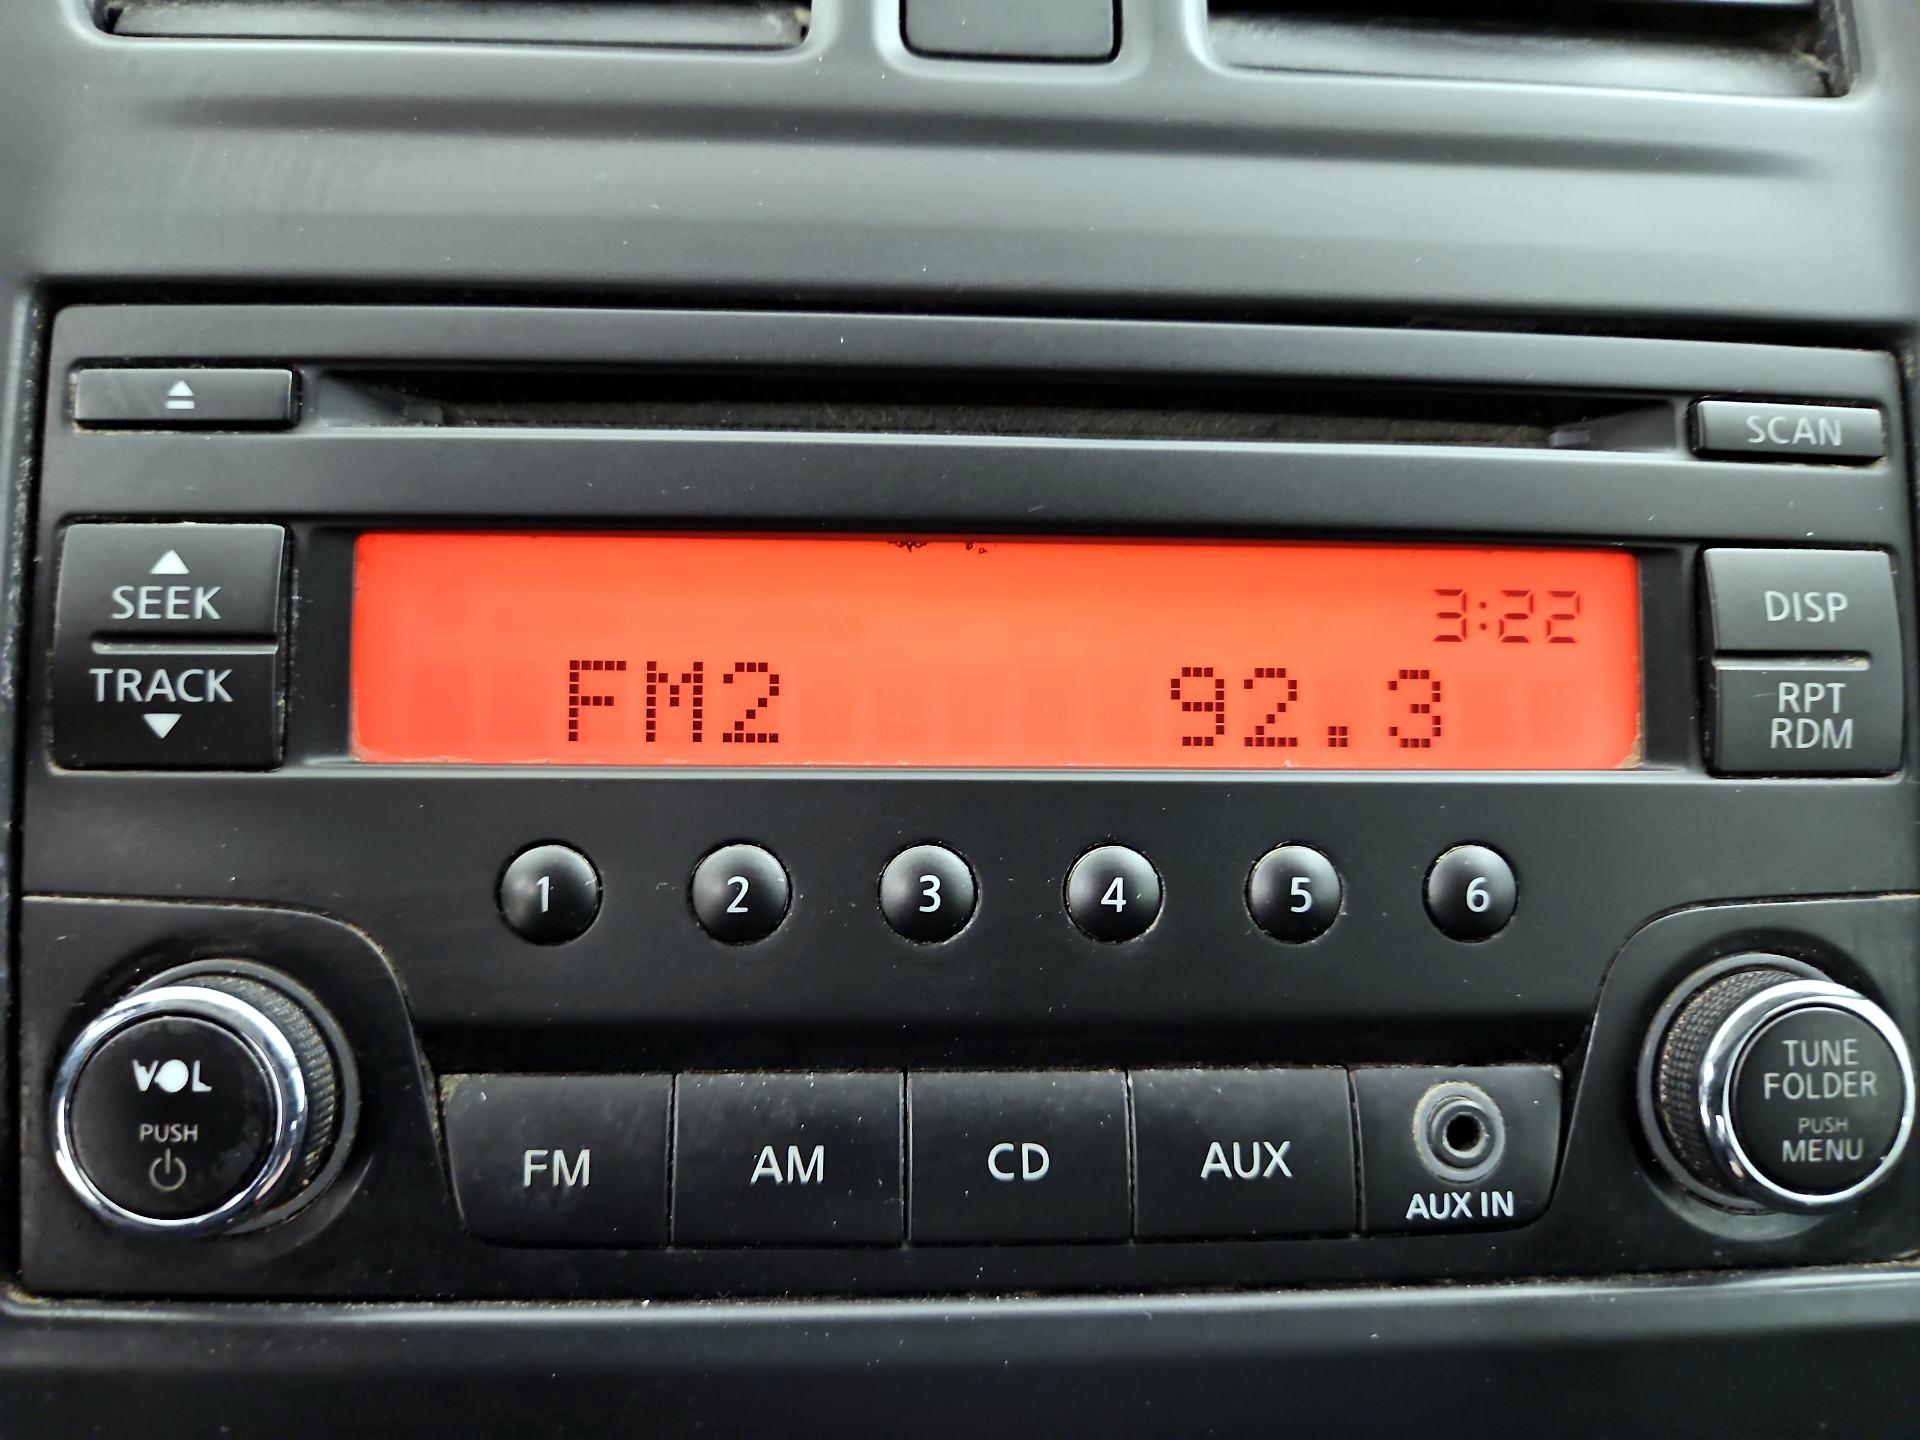 SCAN
SEEK
TRACK
3:22
FM2 92.3
DISP
RPT
RDM
1 2 3 4 5 6
VOL
PUSH
FM AM CD AUX
AUX IN
TUNE
FOLDER
PUSH
MENU